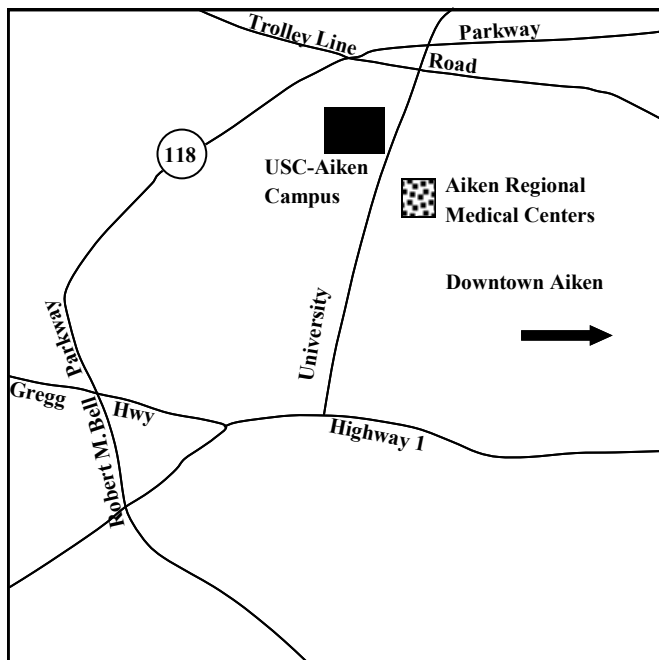 Trolley Line
Road
Parkway
118
USC-Aiken
Campus
Aiken Regional
Medical Centers
Downtown Aiken
University
Parkway
Gregg
Hwy
Robert M. Bell
Highway 1